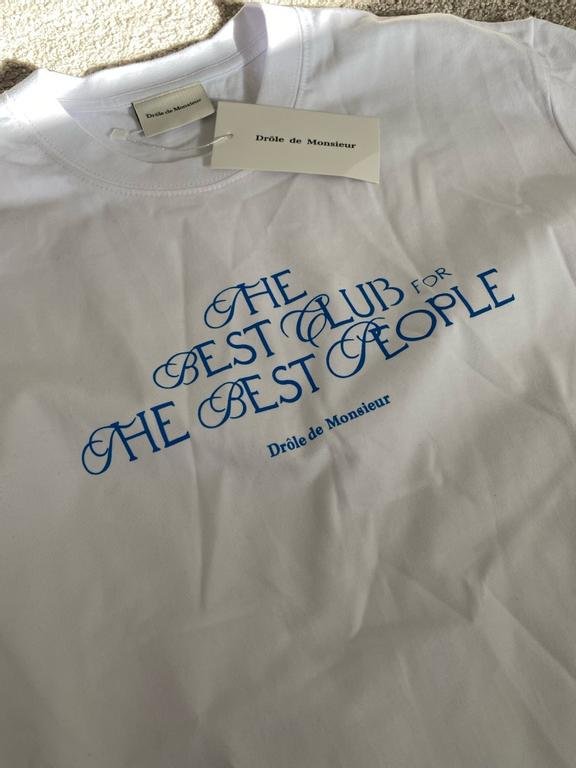 Drôle de Monsieur
Drôle de Monsieur
THE
BEST CLUB FOR
THE BEST PEOPLE
Drôle de Monsieur